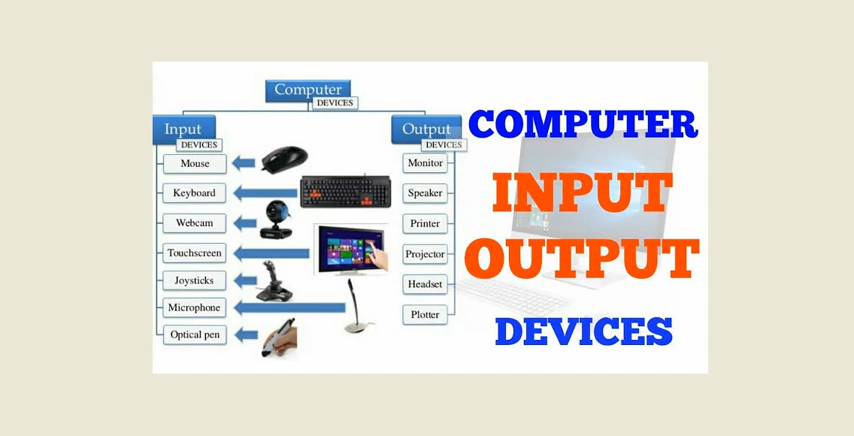 Computer
DEVICES
Input
DEVICES
Mouse
Keyboard
Webcam
Touchscreen
Joysticks
Microphone
Optical pen
Output
DEVICES
Monitor
Speaker
Printer
Projector
Headset
Plotter
COMPUTER
INPUT
OUTPUT
DEVICES